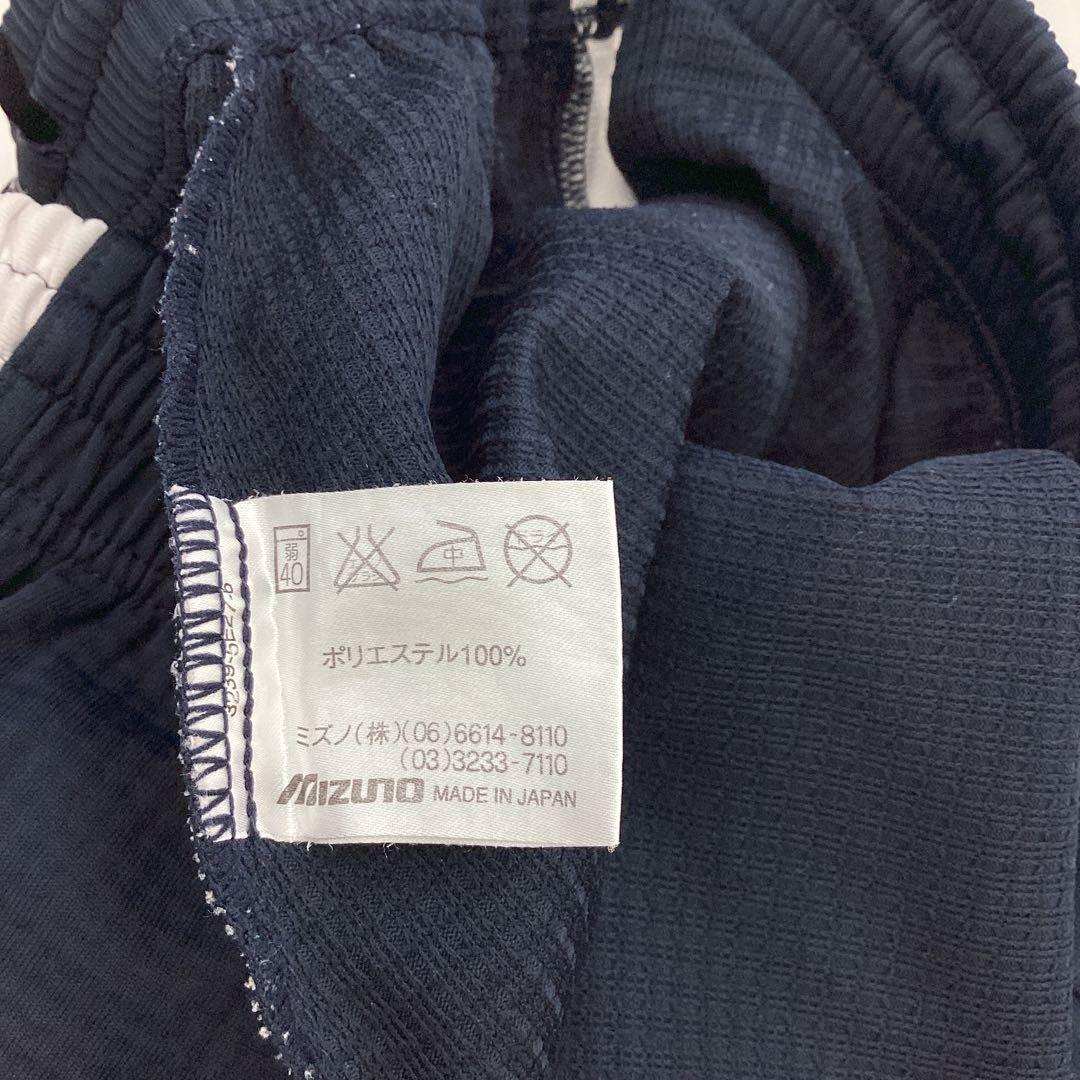 弱
40
中
ポリエステル100%
ミズノ(株)(06)6614-8110
(03)3233-7110
MIZUNO MADE IN JAPAN